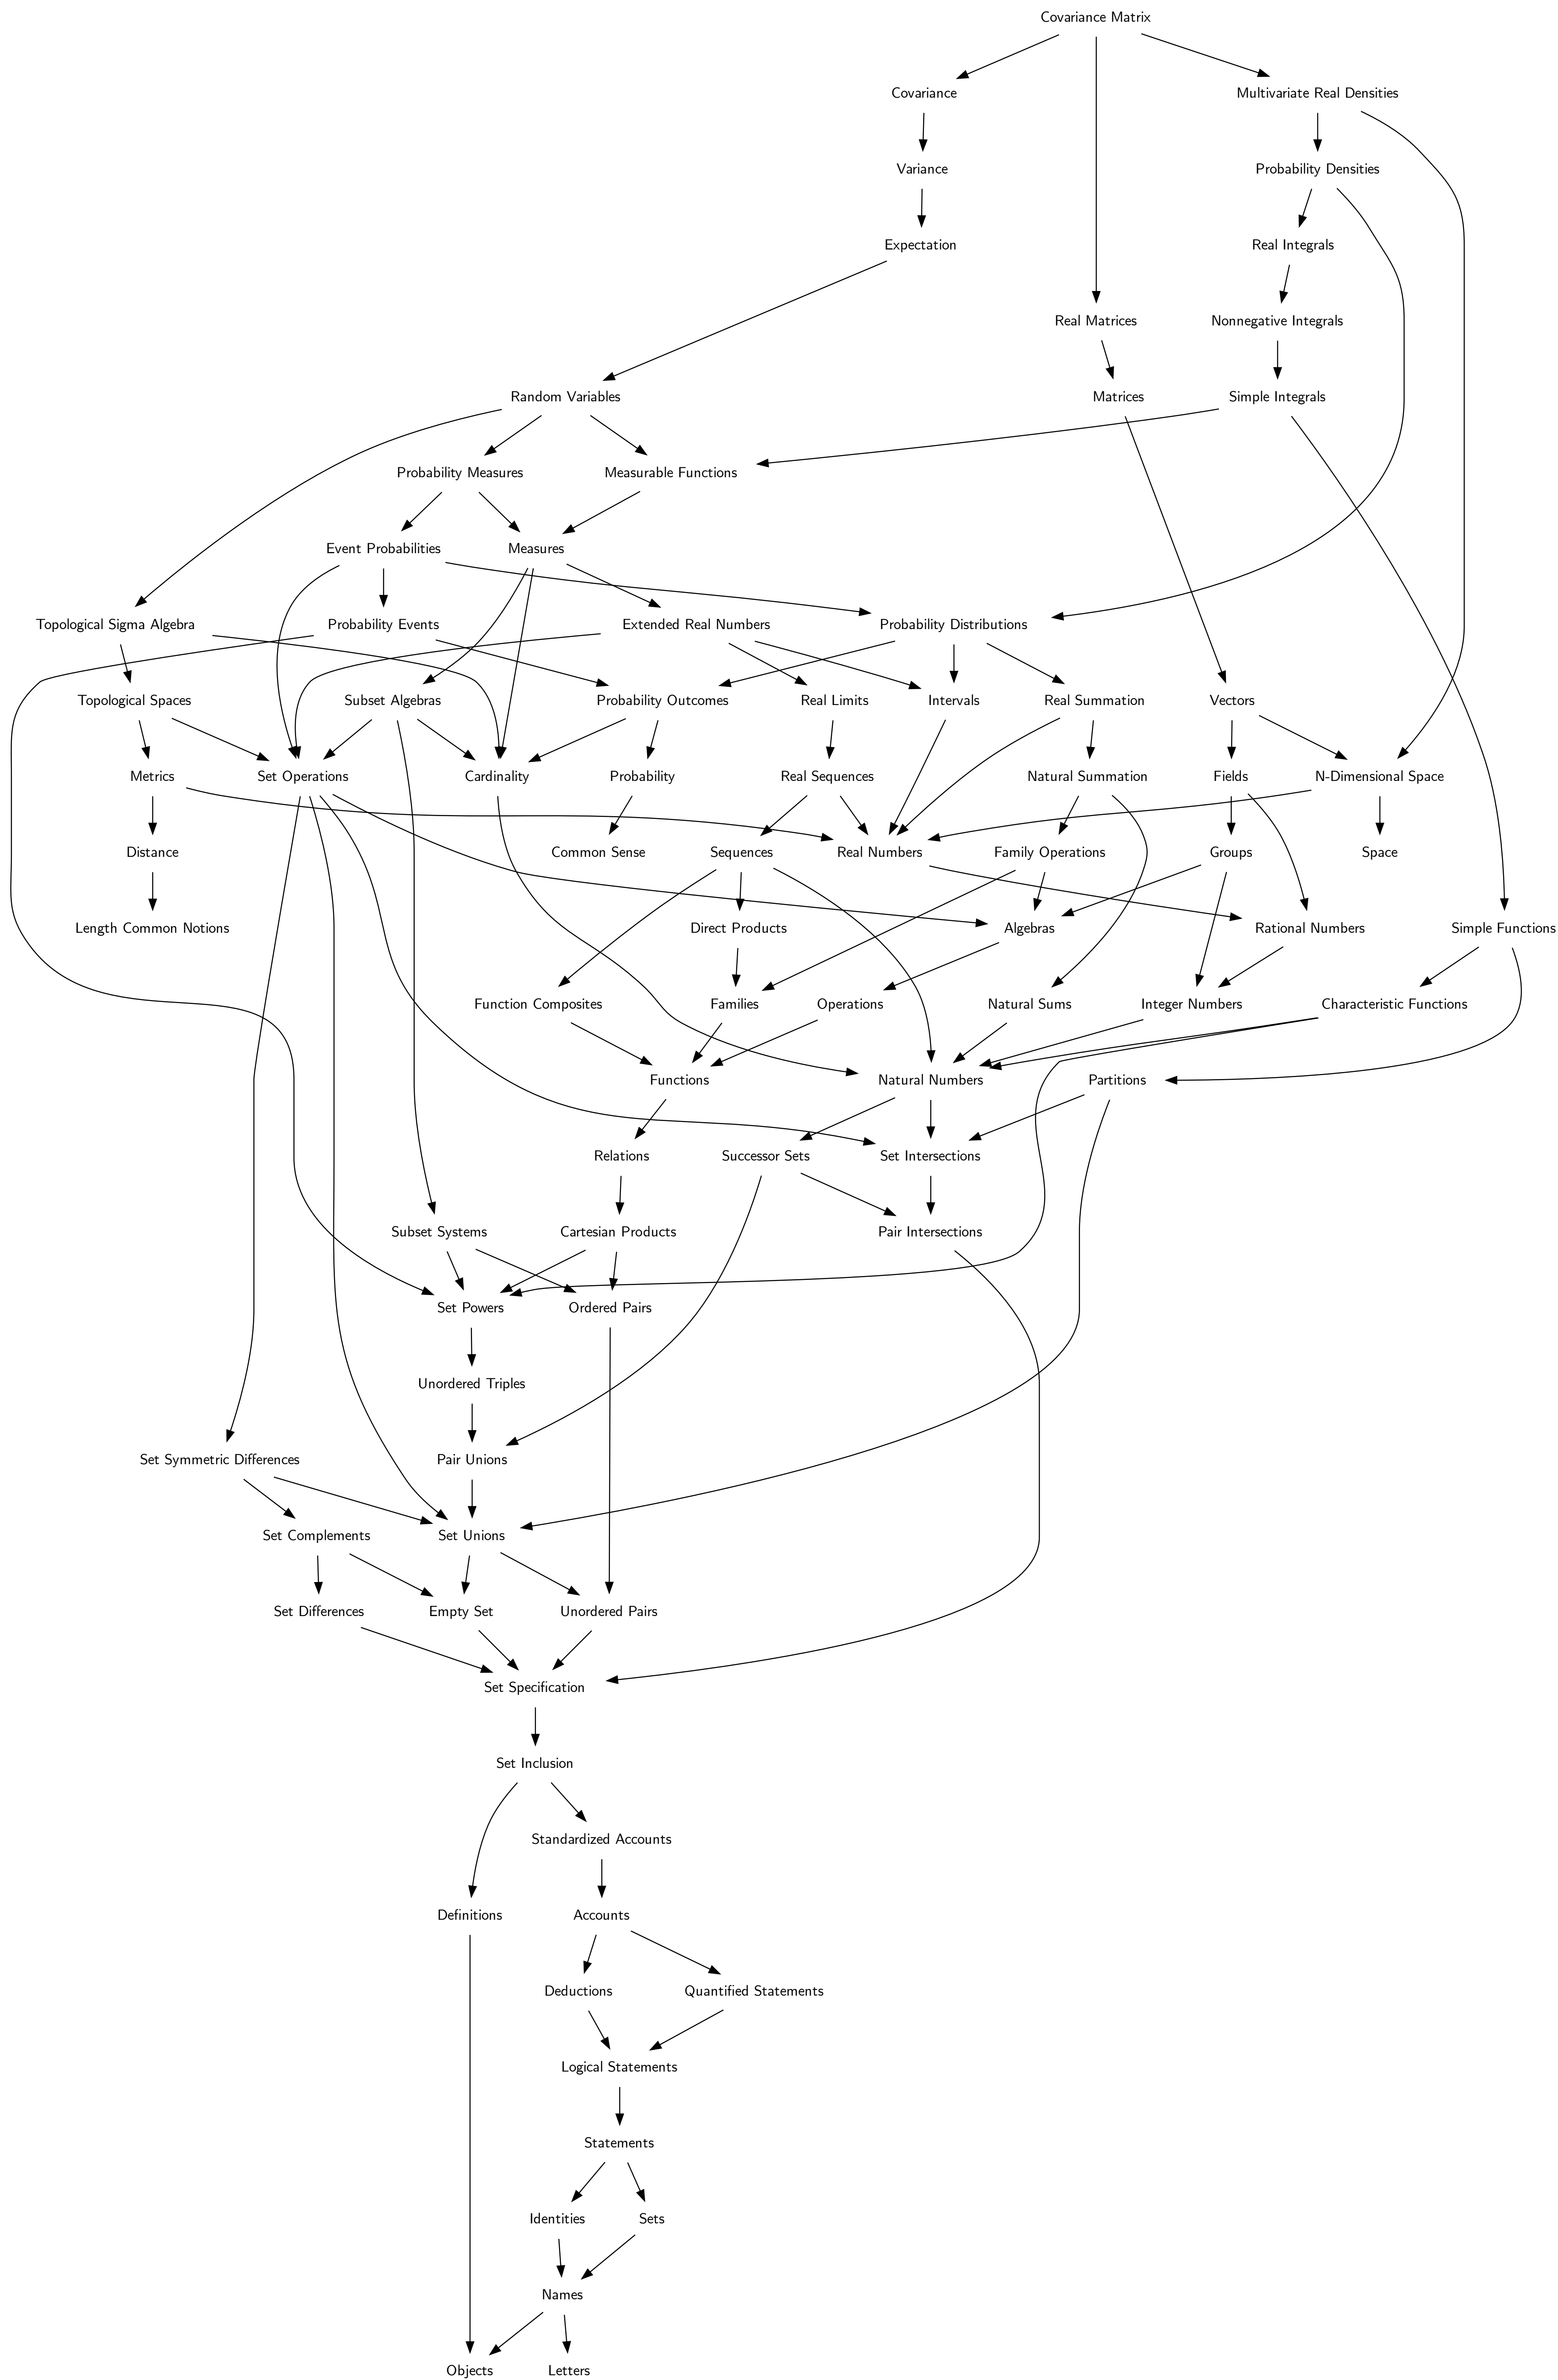 Covariance Matrix
Covariance
Multivariate Real Densities
Variance
Probability Densities
Expectation
Real Integrals
Real Matrices
Nonnegative Integrals
Random Variables
Matrices
Simple Integrals
Probability Measures
Measurable Functions
Event Probabilities
Measures
Topological Sigma Algebra
Probability Events
Extended Real Numbers
Probability Distributions
Topological Spaces
Subset Algebras
Probability Outcomes
Real Limits
Intervals
Real Summation
Vectors
Metrics
Set Operations
Cardinality
Probability
Real Sequences
Natural Summation
Fields
N-Dimensional Space
Distance
Common Sense
Sequences
Real Numbers
Family Operations
Groups
Space
Length Common Notions
Direct Products
Algebras
Rational Numbers
Simple Functions
Function Composites
Families
Operations
Natural Sums
Integer Numbers
Characteristic Functions
Functions
Natural Numbers
Partitions
Relations
Successor Sets
Set Intersections
Subset Systems
Cartesian Products
Pair Intersections
Set Powers
Ordered Pairs
Unordered Triples
Set Symmetric Differences
Pair Unions
Set Complements
Set Unions
Set Differences
Empty Set
Unordered Pairs
Set Specification
Set Inclusion
Standardized Accounts
Definitions
Accounts
Deductions
Quantified Statements
Logical Statements
Statements
Identities
Sets
Names
Objects
Letters